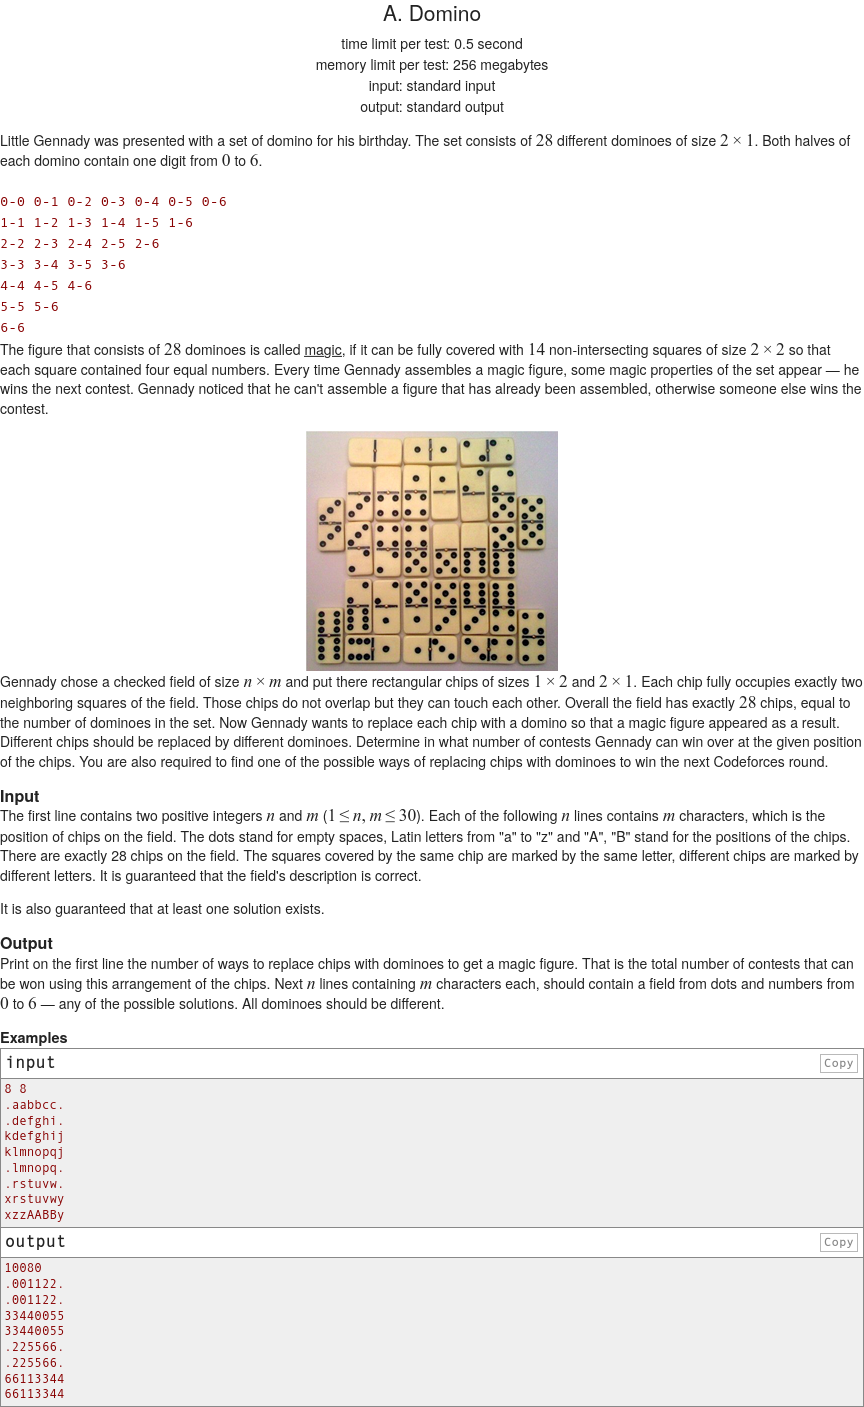 A. Domino
time limit per test: 0.5 second
memory limit per test: 256 megabytes
input: standard input
output: standard output
Little Gennady was presented with a set of domino for his birthday. The set consists of 28 different dominoes of size 2 × 1. Both halves of
each domino contain one digit from 0 to 6.
0-0 0-1 0-2 0-3 0-4 0-5 0-6
1-1 1-2 1-3 1-4 1-5 1-6
2-2 2-3 2-4 2-5 2-6
3-3 3-4 3-5 3-6
4-4 4-5 4-6
5-5 5-6
6-6
The figure that consists of 28 dominoes is called magic, if it can be fully covered with 14 non-intersecting squares of size 2 × 2 so that
each square contained four equal numbers. Every time Gennady assembles a magic figure, some magic properties of the set appear — he
wins the next contest. Gennady noticed that he can't assemble a figure that has already been assembled, otherwise someone else wins the
contest.
Gennady chose a checked field of size n × m and put there rectangular chips of sizes 1 × 2 and 2 × 1. Each chip fully occupies exactly two
neighboring squares of the field. Those chips do not overlap but they can touch each other. Overall the field has exactly 28 chips, equal to
the number of dominoes in the set. Now Gennady wants to replace each chip with a domino so that a magic figure appeared as a result.
Different chips should be replaced by different dominoes. Determine in what number of contests Gennady can win over at the given position
of the chips. You are also required to find one of the possible ways of replacing chips with dominoes to win the next Codeforces round.
Input
The first line contains two positive integers n and m (1 ≤ n, m ≤ 30). Each of the following n lines contains m characters, which is the
position of chips on the field. The dots stand for empty spaces, Latin letters from "a" to "z" and "A", "B" stand for the positions of the chips.
There are exactly 28 chips on the field. The squares covered by the same chip are marked by the same letter, different chips are marked by
different letters. It is guaranteed that the field's description is correct.
It is also guaranteed that at least one solution exists.
Output
Print on the first line the number of ways to replace chips with dominoes to get a magic figure. That is the total number of contests that can
be won using this arrangement of the chips. Next n lines containing m characters each, should contain a field from dots and numbers from
0 to 6 — any of the possible solutions. All dominoes should be different.
Examples
input
Copy
8 8
.aabbcc.
.defghi.
kdefghij
klmnopqj
.lmnopq.
.rstuvw.
xrstuvwy
xzzAABBy
output
Copy
10080
.001122.
.001122.
33440055
33440055
.225566.
.225566.
66113344
66113344